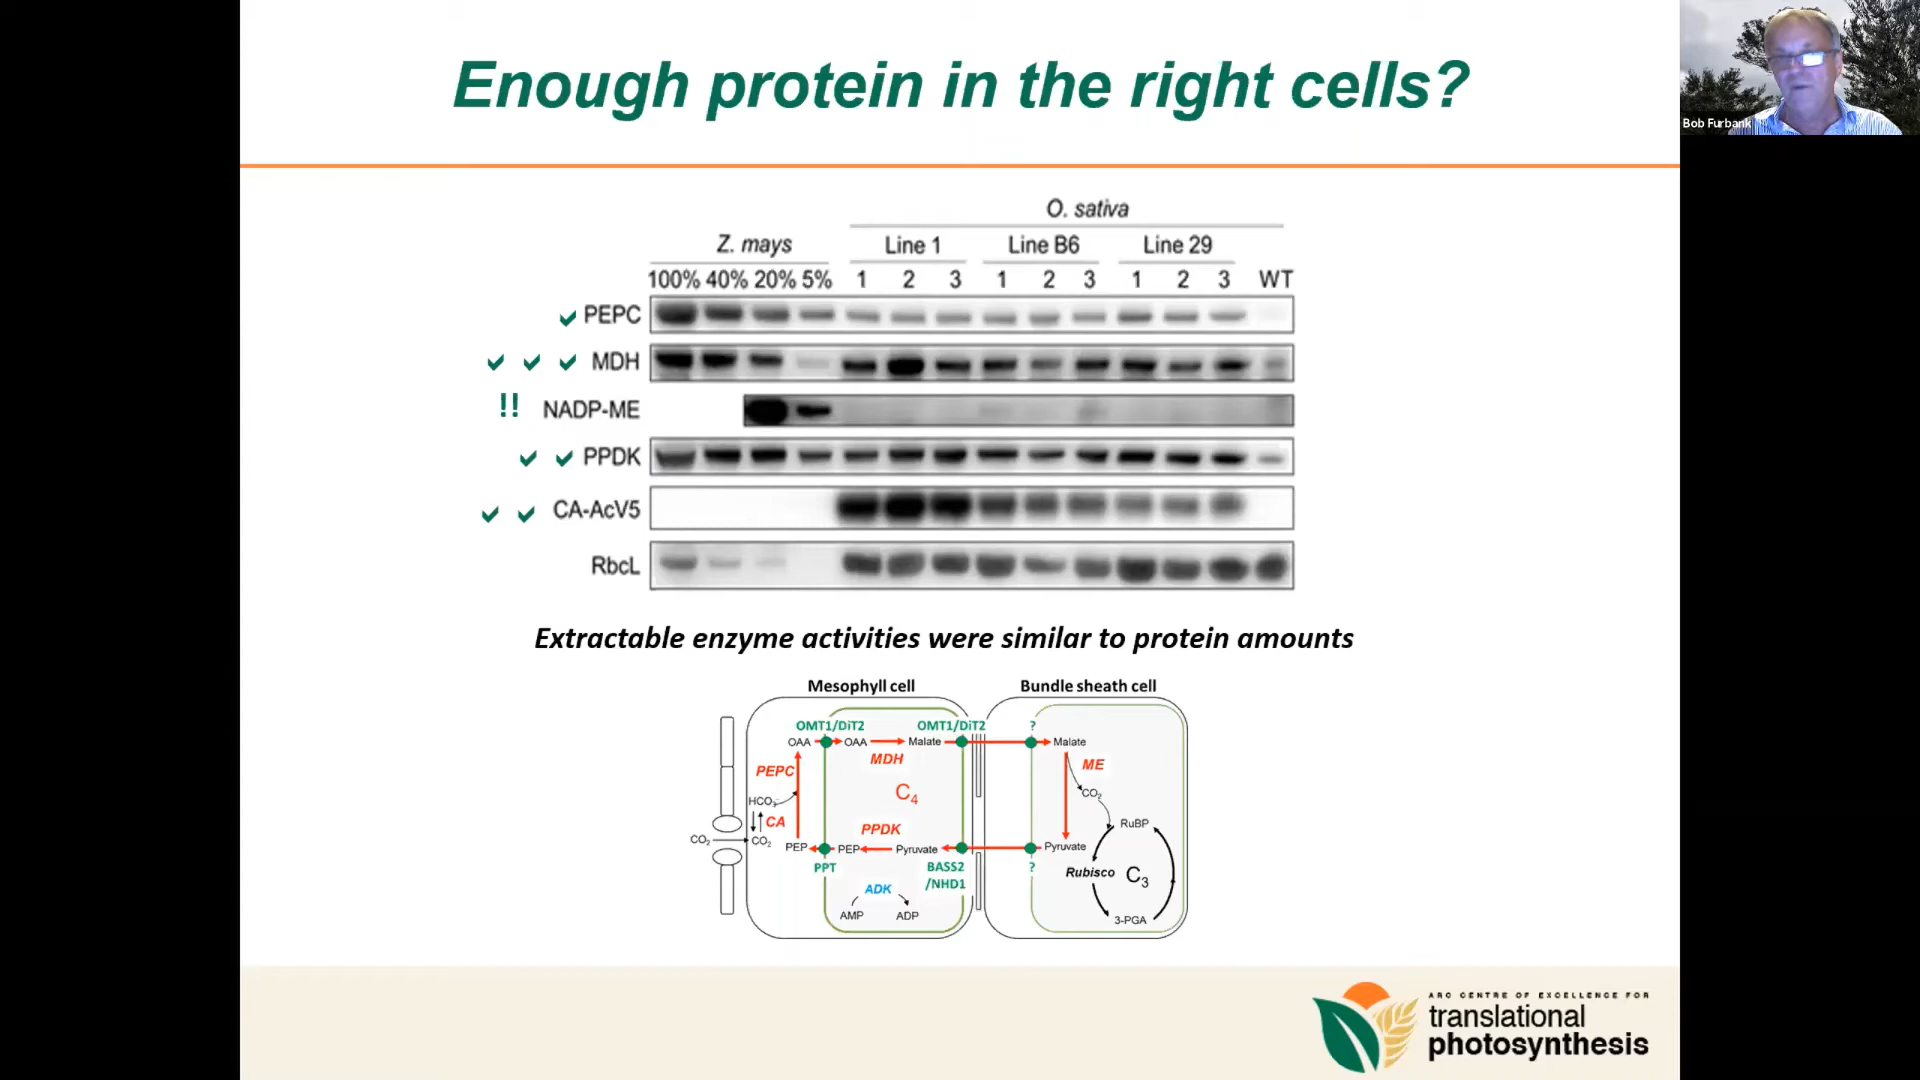 Enough protein in the right cells?
Bob Furbank
O. sativa
Z. mays Line 1 Line B6 Line 29
100% 40% 20% 5% 1 2 3 1 2 3 1 2 3 WT
PEPC
MDH
!! NADP-ME
PPDK
CA-AcV5
RbcL
Extractable enzyme activities were similar to protein amounts
Mesophyll cell Bundle sheath cell
OMT1/DiT2 OMT1/DiT2 ?
OAA OAA Malate Malate
MDH ME
PEPC
C4 CO2
HCO3-
CA PPDK RuBP
CO2 CO2
PEP PEP Pyruvate Pyruvate
PPT BASS2 ?
/NHD1
Rubisco C3
ADK
AMP ADP 3-PGA
ARC CENTRE OF EXCELLENCE FOR
translational
photosynthesis